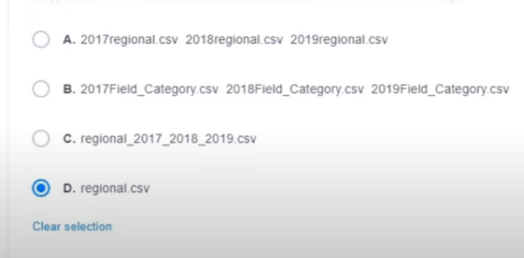 A. 2017regional.csv 2018regional.csv 2019regional.csv
B. 2017Field_Category.csv 2018Field_Category.csv 2019Field_Category.csv
C. regional_2017_2018_2019.csv
D. regional.csv
Clear selection